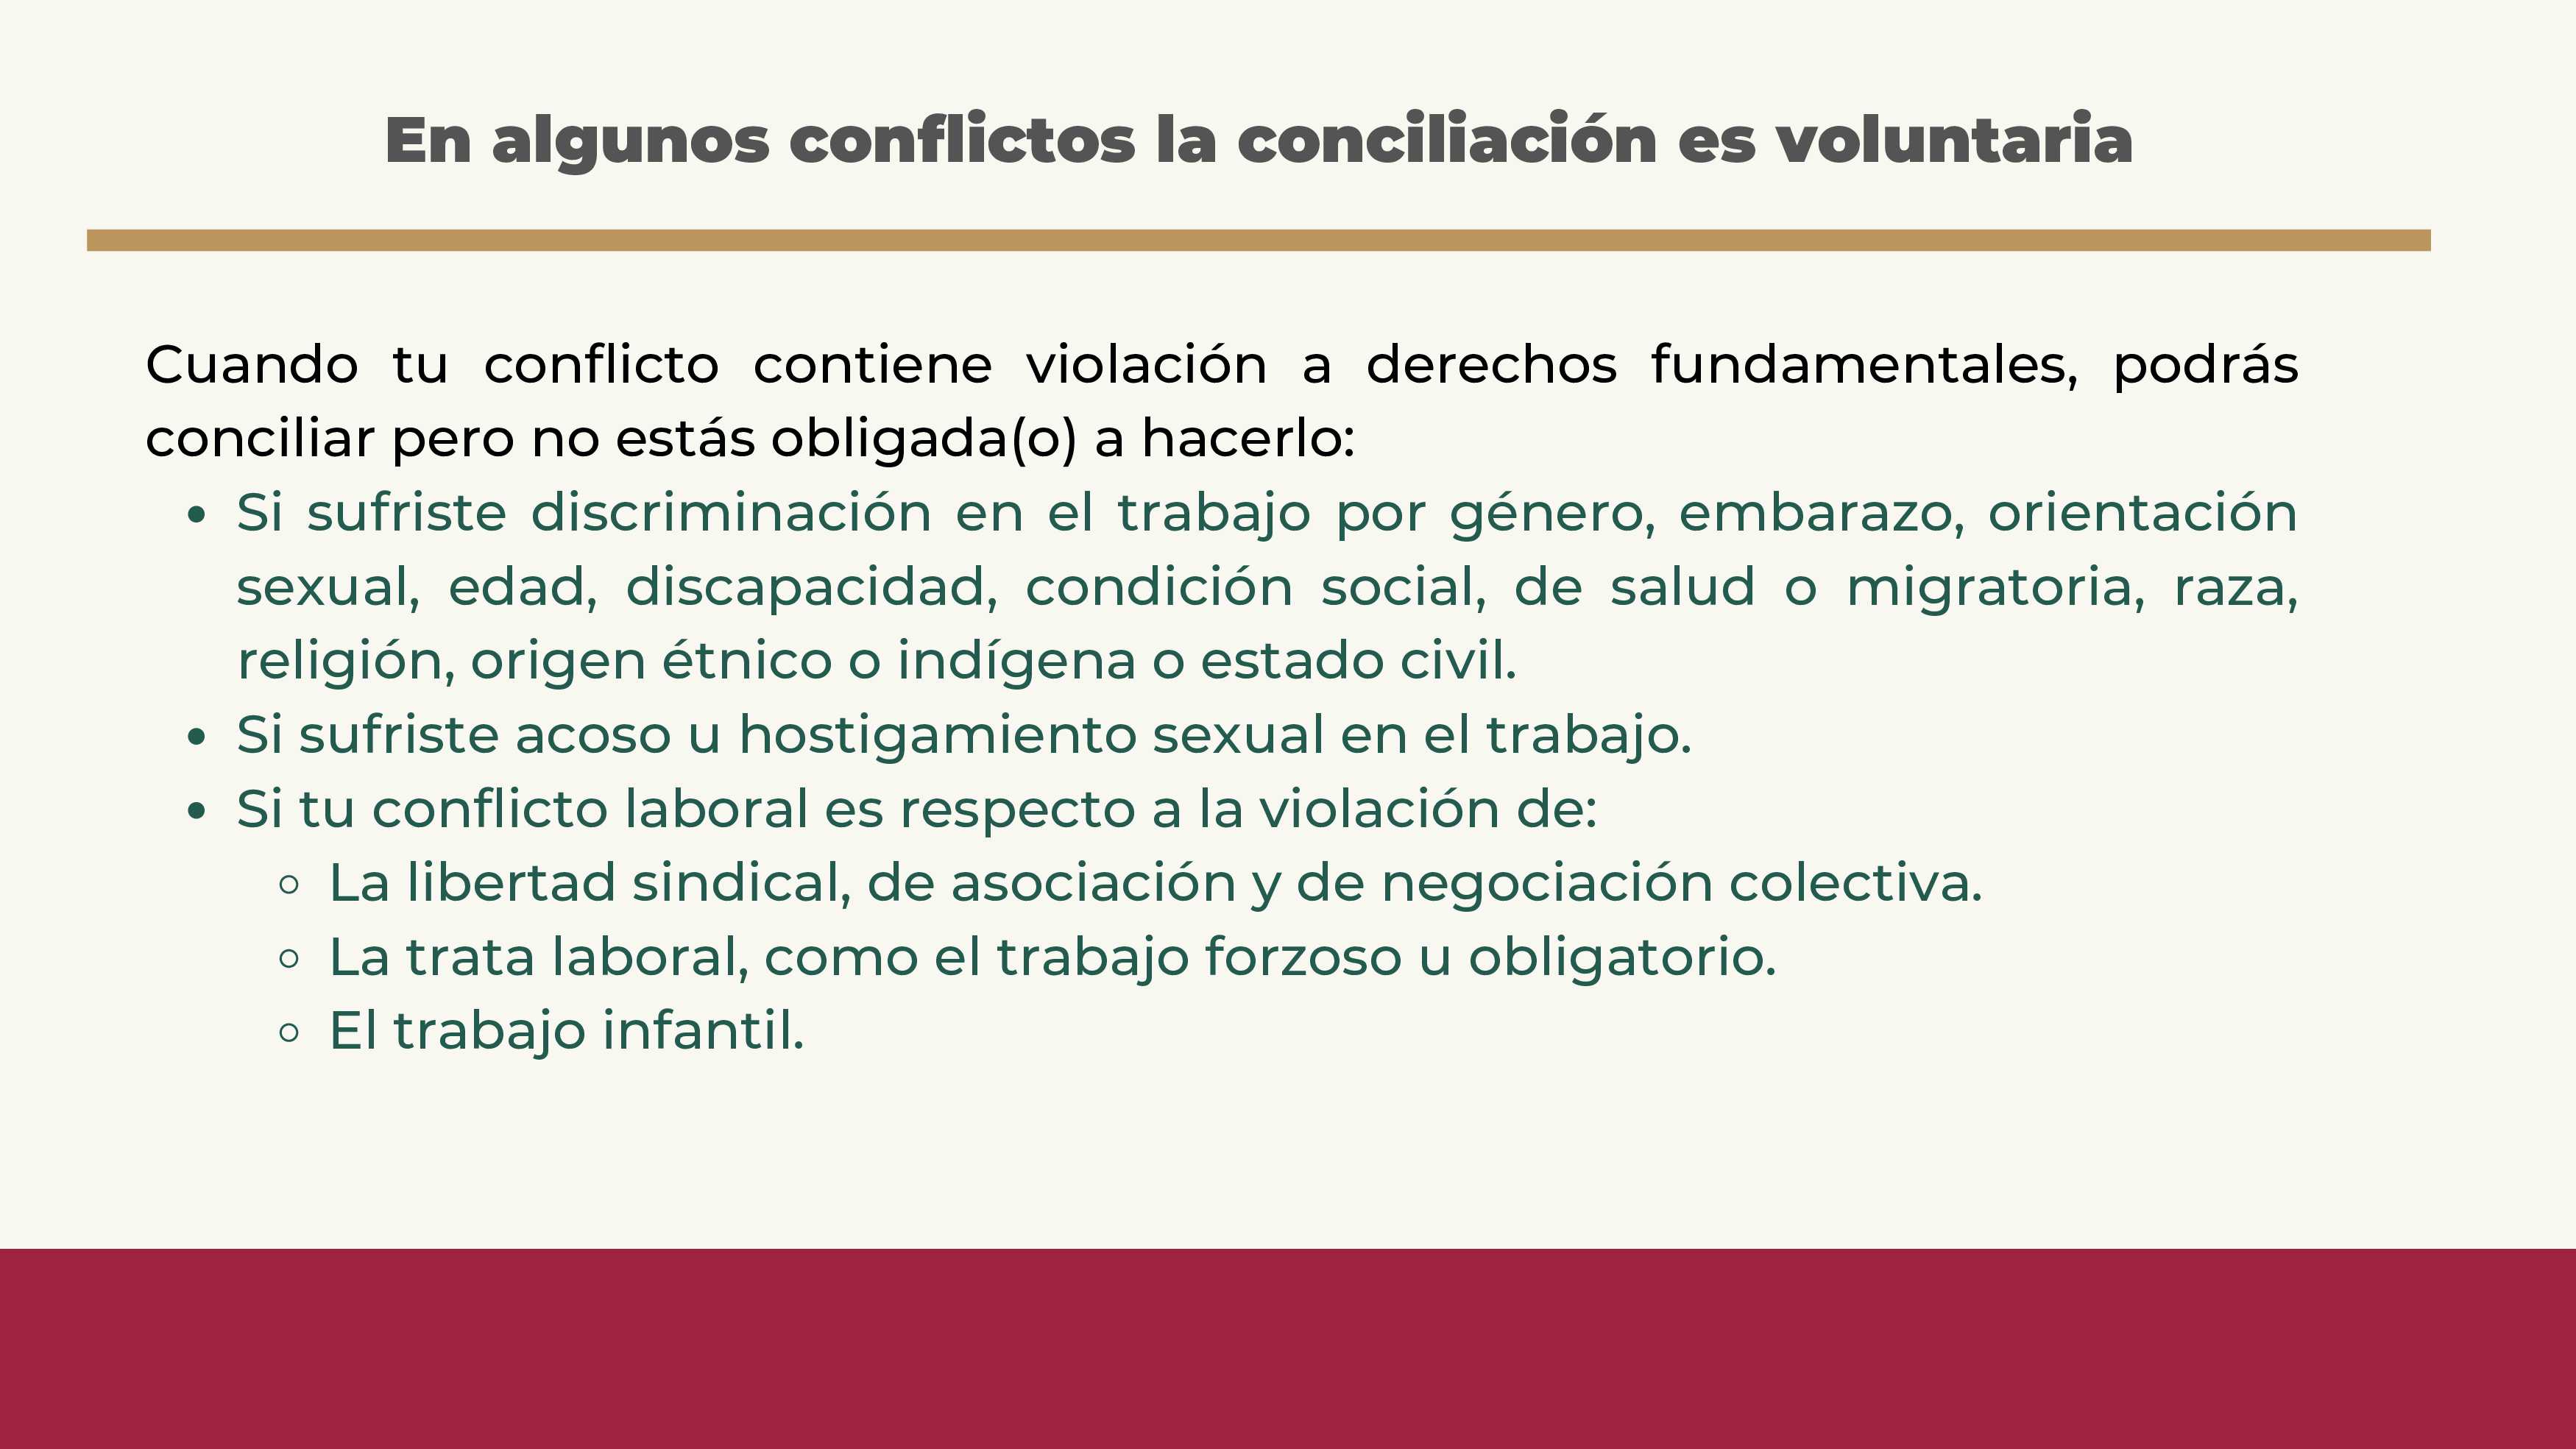 En algunos conflictos la conciliación es voluntaria
Cuando tu conflicto contiene violación a derechos fundamentales, podrás
conciliar pero no estás obligada(o) a hacerlo:
• Si sufriste discriminación en el trabajo por género, embarazo, orientación
sexual, edad, discapacidad, condición social, de salud o migratoria, raza,
religión, origen étnico o indígena o estado civil.
• Si sufriste acoso u hostigamiento sexual en el trabajo.
• Si tu conflicto laboral es respecto a la violación de:
◦ La libertad sindical, de asociación y de negociación colectiva.
◦ La trata laboral, como el trabajo forzoso u obligatorio.
◦ El trabajo infantil.